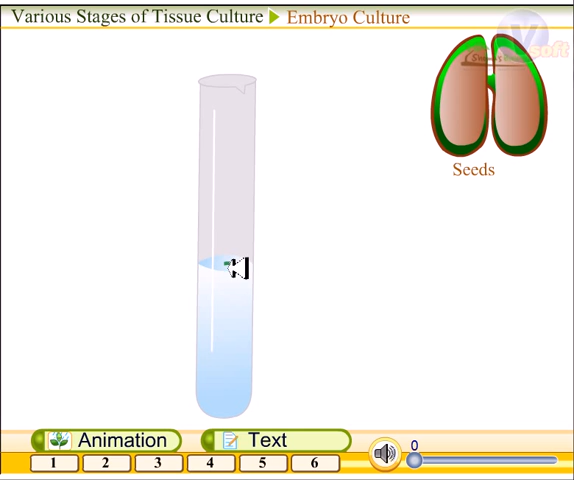 Various Stages of Tissue Culture Embryo Culture
Seeds
Animation Text
0
1 2 3 4 5 6